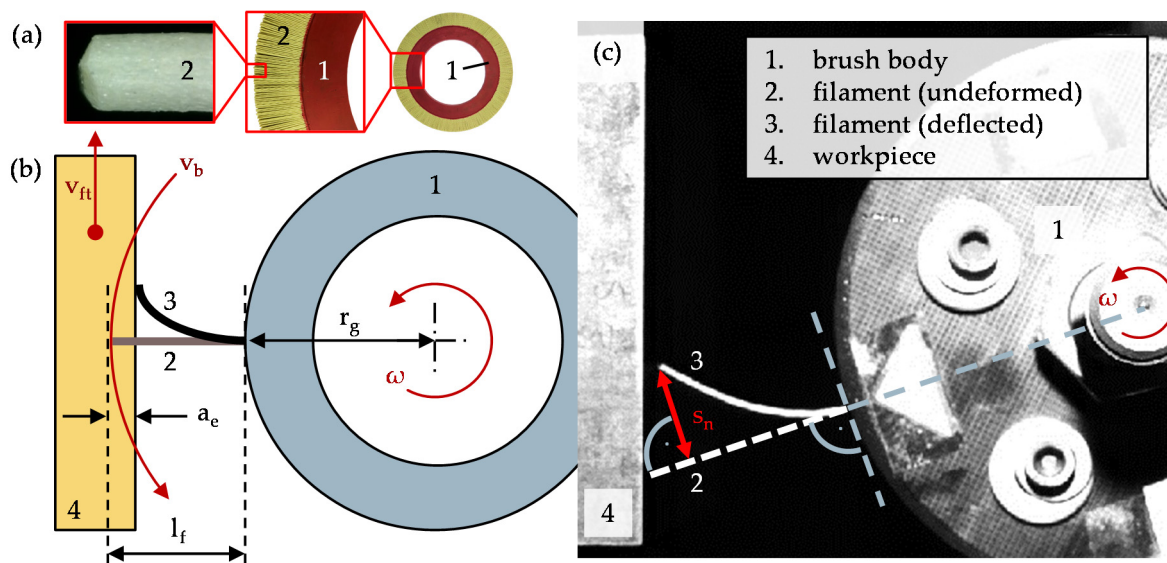 (a)
2
2
1
1
(b)
v_ft
v_b
1
3
2
r_g
ω
a_e
4
l_f
(c)
1. brush body
2. filament (undeformed)
3. filament (deflected)
4. workpiece
1
ω
3
s_n
2
4